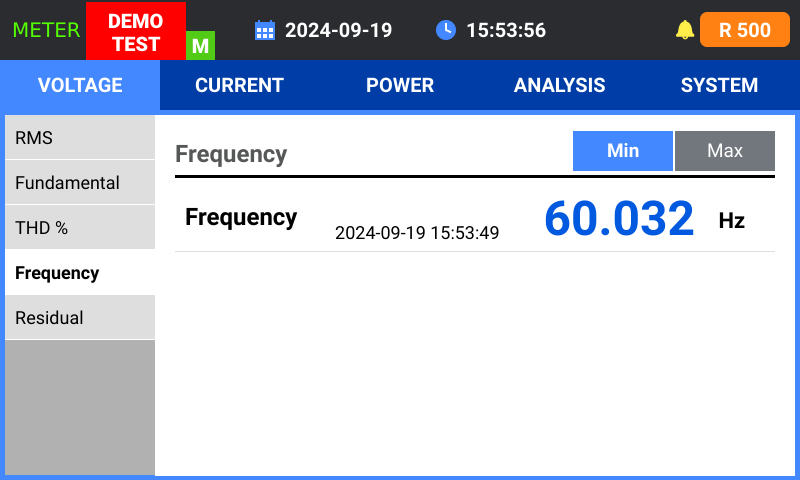 METER
DEMO
TEST
M
2024-09-19
15:53:56
R 500
VOLTAGE
CURRENT
POWER
ANALYSIS
SYSTEM
RMS
Fundamental
THD %
Frequency
Residual
Frequency
Min
Max
Frequency
2024-09-19 15:53:49
60.032 Hz